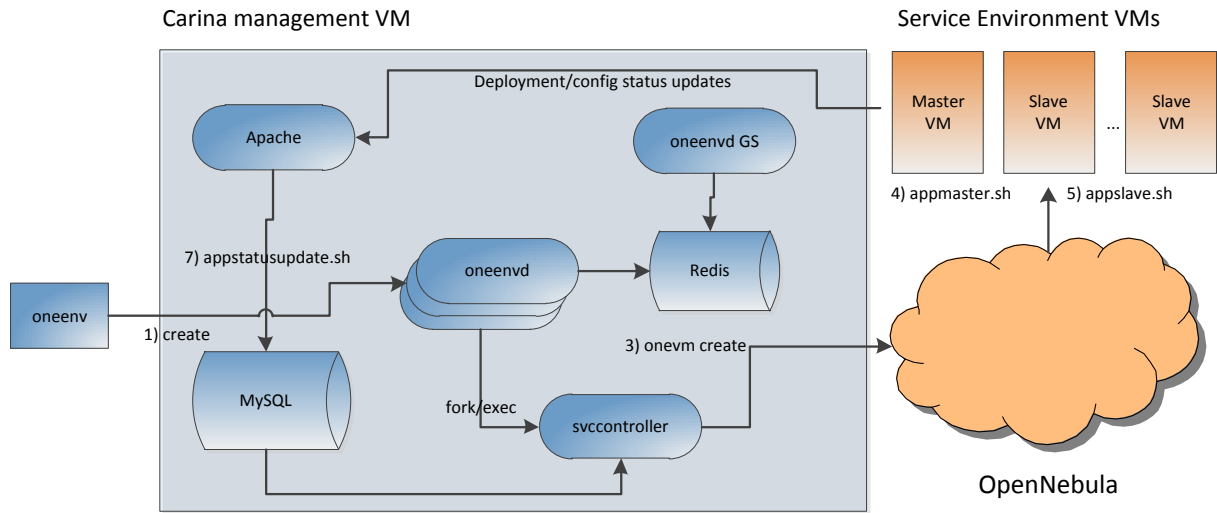 Carina management VM
Service Environment VMs
Deployment/config status updates
Apache
oneenvd GS
Master
VM
Slave
VM
...
Slave
VM
4) appmaster.sh
5) appslave.sh
7) appstatusupdate.sh
oneenvd
Redis
oneenv
1) create
3) onevm create
MySQL
fork/exec
svccontroller
OpenNebula